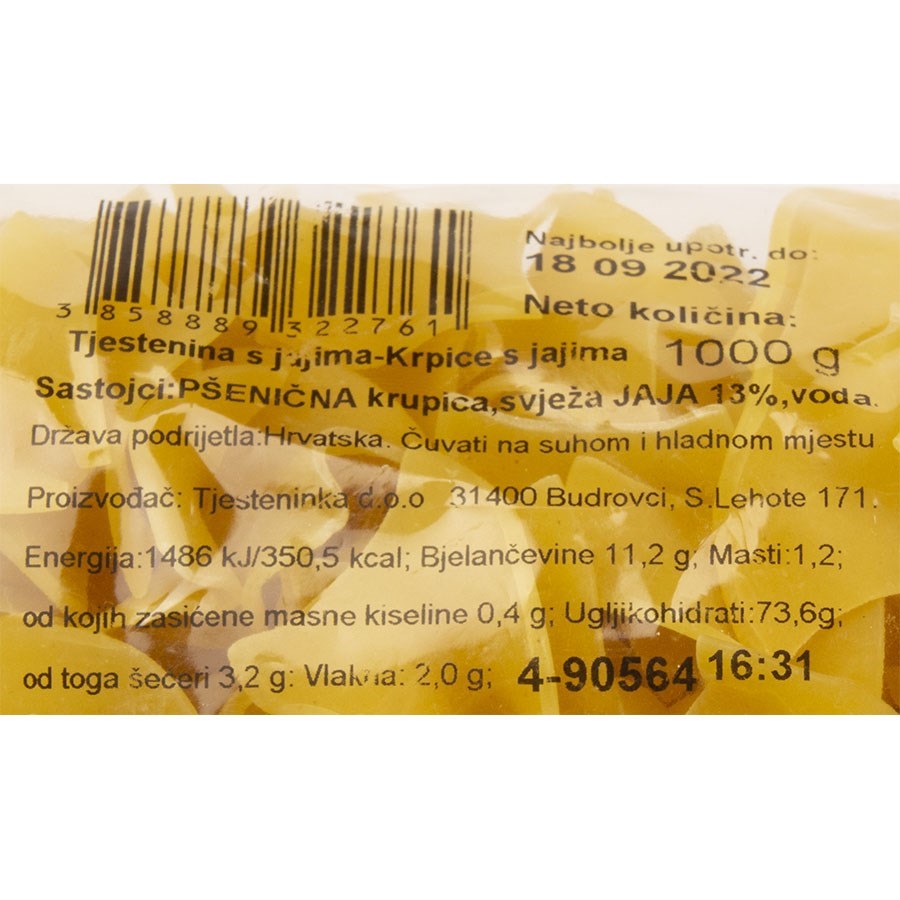 Najbolje upotr. do:
18 09 2022
3 858889 322761
Neto količina:
1000 g
Tjestenina s jajima-Krpice s jajima
Sastojci:PŠENIČNA krupica,svježa JAJA 13%,voda.
Država podrijetla:Hrvatska. Čuvati na suhom i hladnom mjestu
Proizvođač: Tjesteninka d.o.o 31400 Budrovci, S.Lehote 171.
Energija:1486 kJ/350,5 kcal; Bjelančevine 11,2 g; Masti:1,2;
od kojih zasićene masne kiseline 0,4 g; Ugljikohidrati:73,6g;
od toga šećeri 3,2 g: Vlakna: 2,0 g; 4-90564 16:31